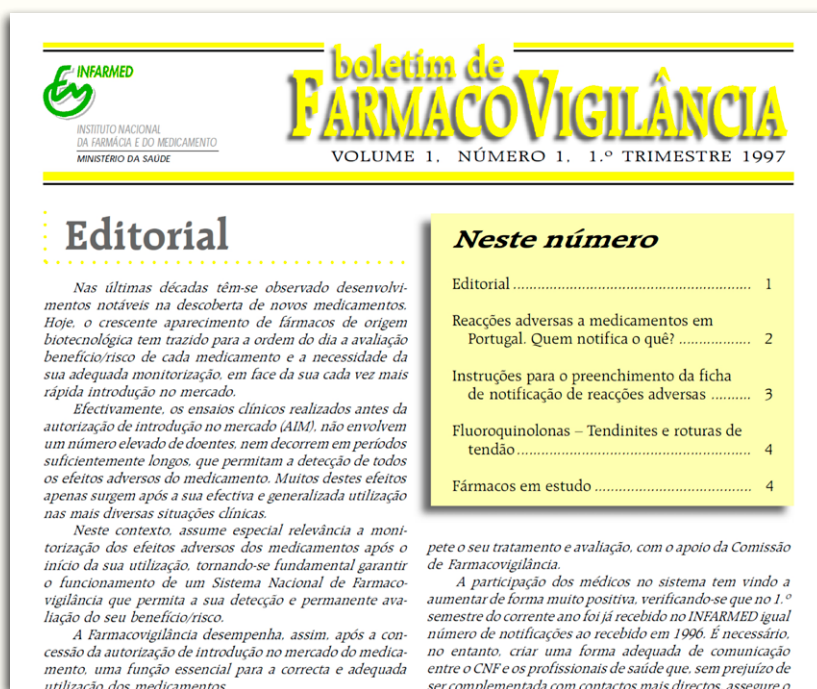 INFARMED
INSTITUTO NACIONAL
DA FARMÁCIA E DO MEDICAMENTO
MINISTÉRIO DA SAÚDE
boletim de
FARMACOVIGILÂNCIA
VOLUME 1, NÚMERO 1, 1.º TRIMESTRE 1997
Editorial
Nas últimas décadas têm-se observado desenvolvi-
mentos notáveis na descoberta de novos medicamentos.
Hoje, o crescente aparecimento de fármacos de origem
biotecnológica tem trazido para a ordem do dia a avaliação
benefício/risco de cada medicamento e a necessidade da
sua adequada monitorização, em face da sua cada vez mais
rápida introdução no mercado.
Efectivamente, os ensaios clínicos realizados antes da
autorização de introdução no mercado (AIM), não envolvem
um número elevado de doentes, nem decorrem em períodos
suficientemente longos, que permitam a detecção de todos
os efeitos adversos do medicamento. Muitos destes efeitos
apenas surgem após a sua efectiva e generalizada utilização
nas mais diversas situações clínicas.
Neste contexto, assume especial relevância a moni-
torização dos efeitos adversos dos medicamentos após o
início da sua utilização, tornando-se fundamental garantir
o funcionamento de um Sistema Nacional de Farmaco-
vigilância que permita a sua detecção e permanente ava-
liação do seu benefício/risco.
A Farmacovigilância desempenha, assim, após a con-
cessão da autorização de introdução no mercado do medica-
mento, uma função essencial para a correcta e adequada
utilização dos medicamentos.
Neste número
Editorial ........................................................... 1
Reacções adversas a medicamentos em
Portugal. Quem notifica o quê? .................. 2
Instruções para o preenchimento da ficha
de notificação de reacções adversas .......... 3
Fluoroquinolonas – Tendinites e roturas de
tendão .......................................................... 4
Fármacos em estudo ....................................... 4
pete o seu tratamento e avaliação, com o apoio da Comissão
de Farmacovigilância.
A participação dos médicos no sistema tem vindo a
aumentar de forma muito positiva, verificando-se que no 1.º
semestre do corrente ano foi já recebido no INFARMED igual
número de notificações ao recebido em 1996. É necessário,
no entanto, criar uma forma adequada de comunicação
entre o CNF e os profissionais de saúde que, sem prejuízo de
ser complementada com contactos mais directos, assegure o